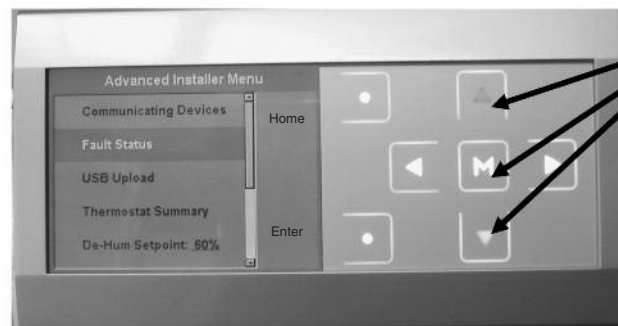 Advanced Installer Menu
Communicating Devices
Home
Fault Status
USB Upload
Thermostat Summary
Enter
De-Hum Setpoint: 60%
M